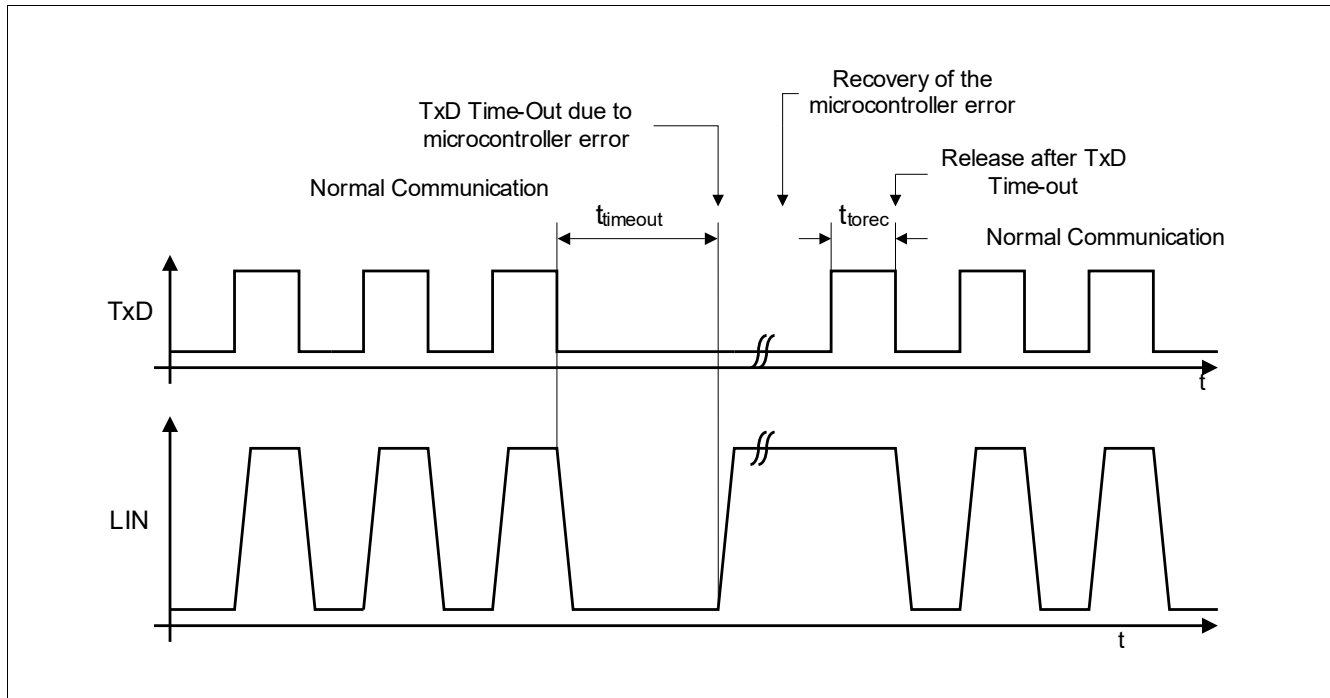 Recovery of the
microcontroller error
TxD Time-Out due to
microcontroller error
Release after TxD
Time-out
Normal Communication
ttimeout
ttorec
Normal Communication
TxD
t
LIN
t